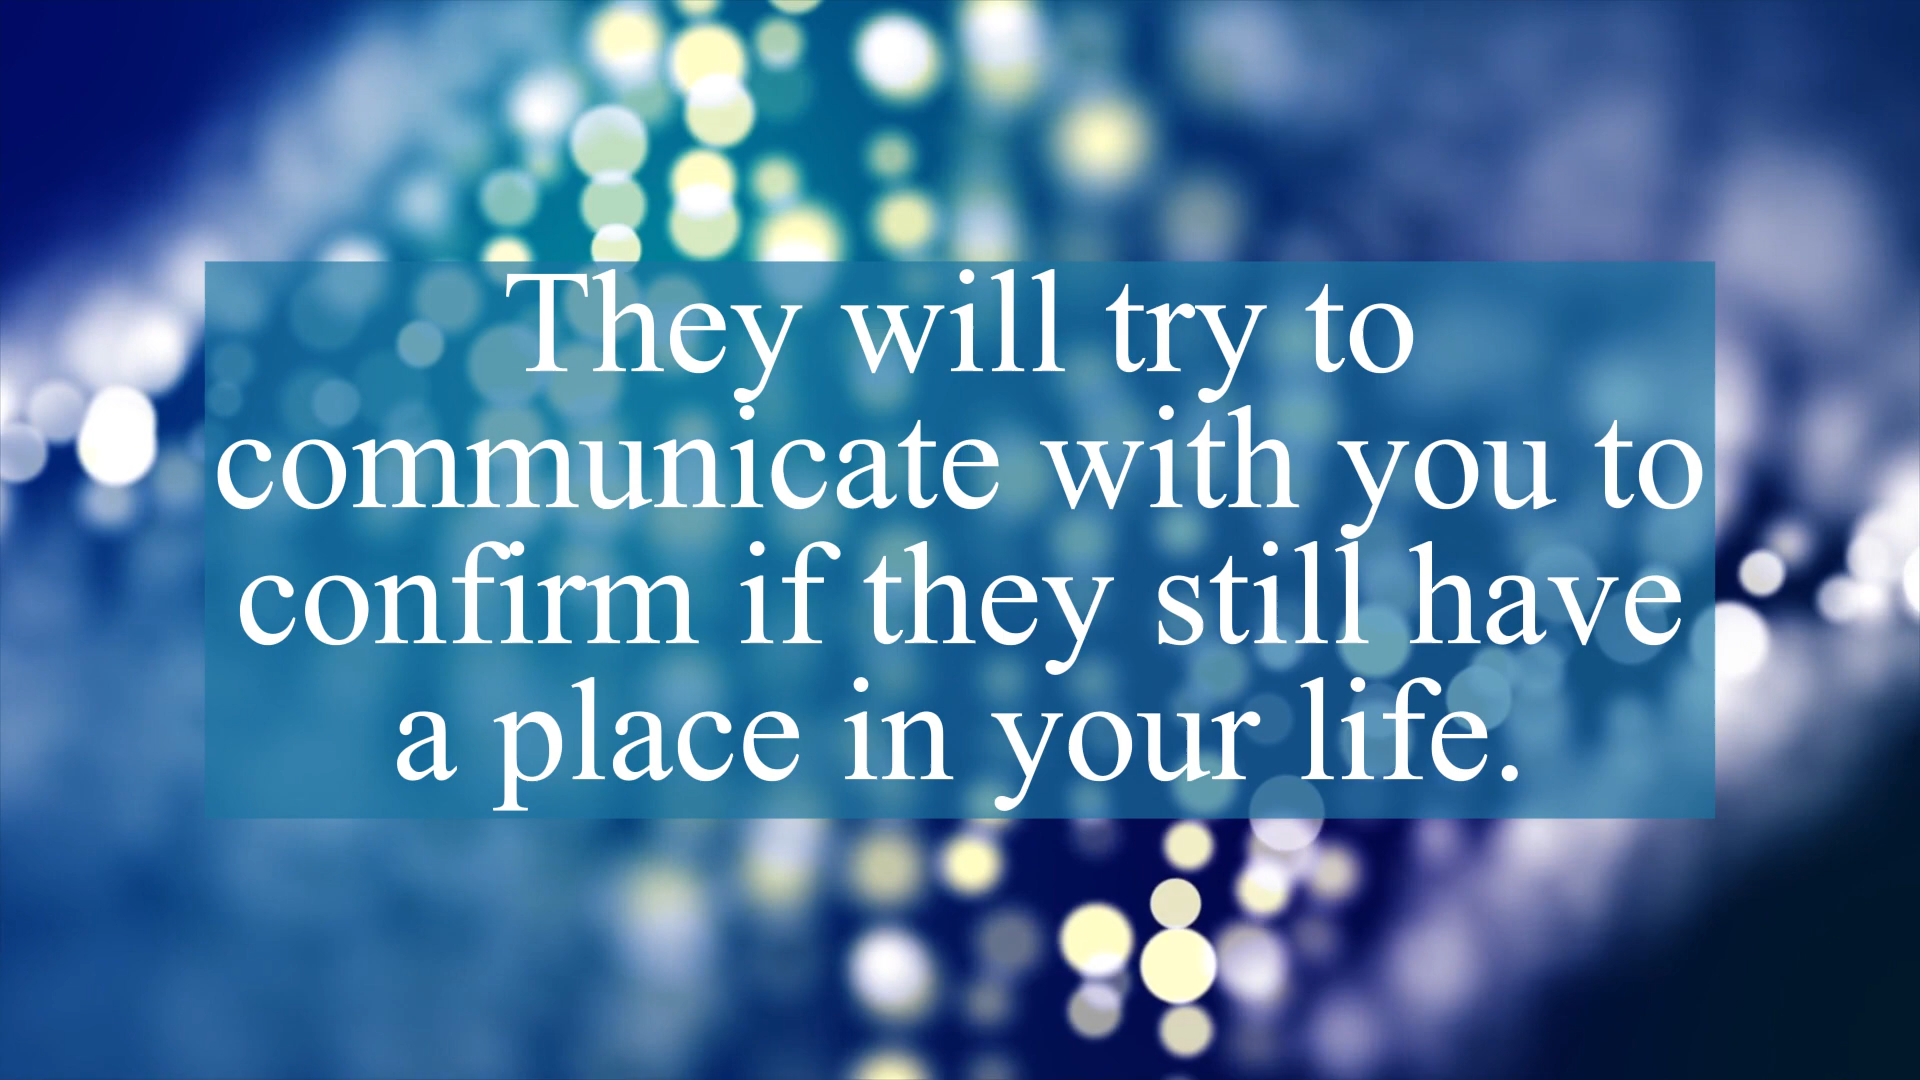 They will try to
communicate with you to
confirm if they still have
a place in your life.